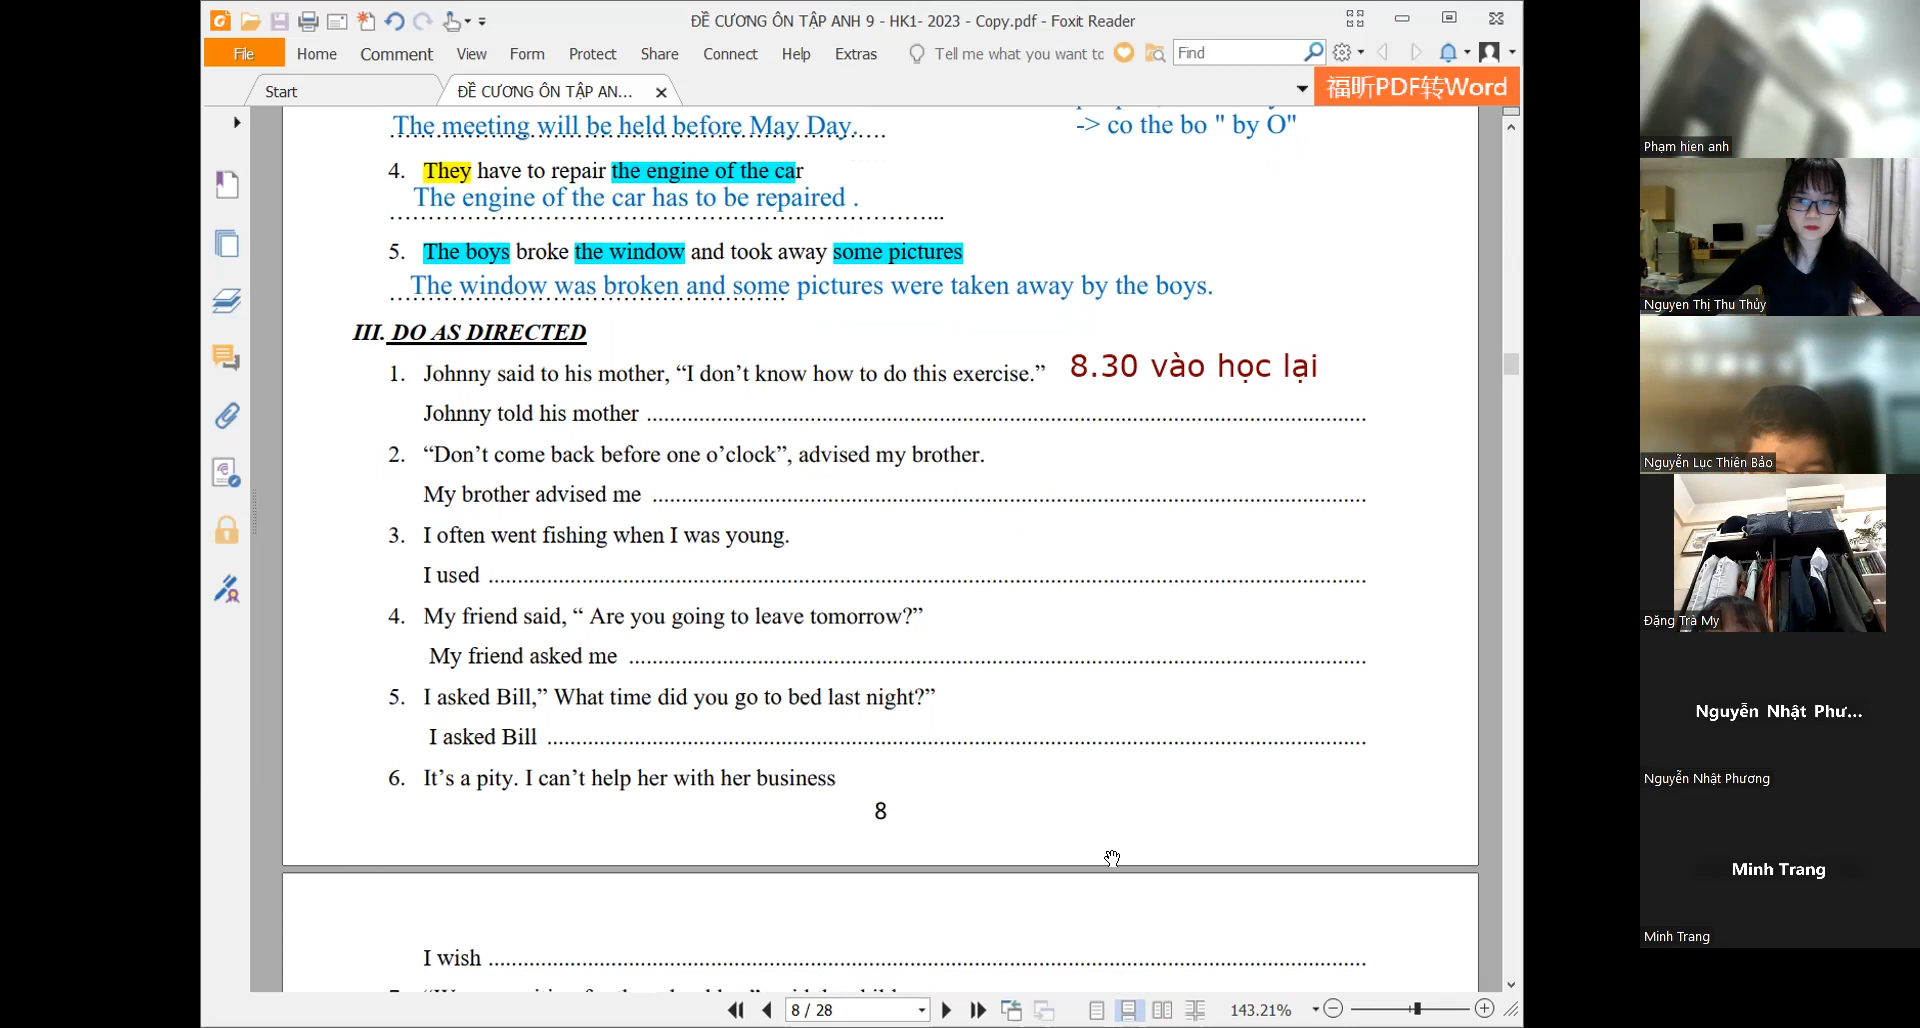 ĐỀ CƯƠNG ÔN TẬP ANH 9 - HK1- 2023 - Copy.pdf - Foxit Reader
File Home Comment View Form Protect Share Connect Help Extras Tell me what you want to Find
Start ĐỀ CƯƠNG ÔN TẬP AN... 福昕PDF转Word
The meeting will be held before May Day.
-> co the bo " by O"
4. They have to repair the engine of the car
The engine of the car has to be repaired .
5. The boys broke the window and took away some pictures
The window was broken and some pictures were taken away by the boys.
III. DO AS DIRECTED
1. Johnny said to his mother, “I don’t know how to do this exercise.”
8.30 vào học lại
Johnny told his mother
2. “Don’t come back before one o’clock”, advised my brother.
My brother advised me
3. I often went fishing when I was young.
I used
4. My friend said, “ Are you going to leave tomorrow?”
My friend asked me
5. I asked Bill,” What time did you go to bed last night?”
I asked Bill
6. It’s a pity. I can’t help her with her business
8
I wish
8 / 28
143.21%
Phạm hien anh
Nguyen Thị Thu Thủy
Nguyễn Lục Thiên Bảo
Đặng Trà My
Nguyễn Nhật Phư...
Nguyễn Nhật Phương
Minh Trang
Minh Trang